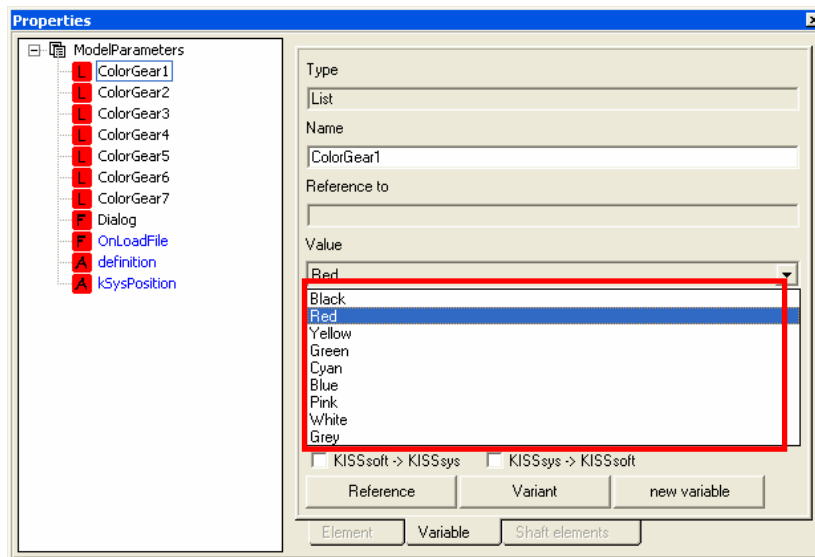 Properties
ModelParameters
L ColorGear1
L ColorGear2
L ColorGear3
L ColorGear4
L ColorGear5
L ColorGear6
L ColorGear7
F Dialog
F OnLoadFile
A definition
A kSysPosition
Type
List
Name
ColorGear1
Reference to
Value
Red
Black
Red
Yellow
Green
Cyan
Blue
Pink
White
Grey
KISSsoft -> KISSsys KISSsys -> KISSsoft
Reference Variant new variable
Element Variable Shaft elements